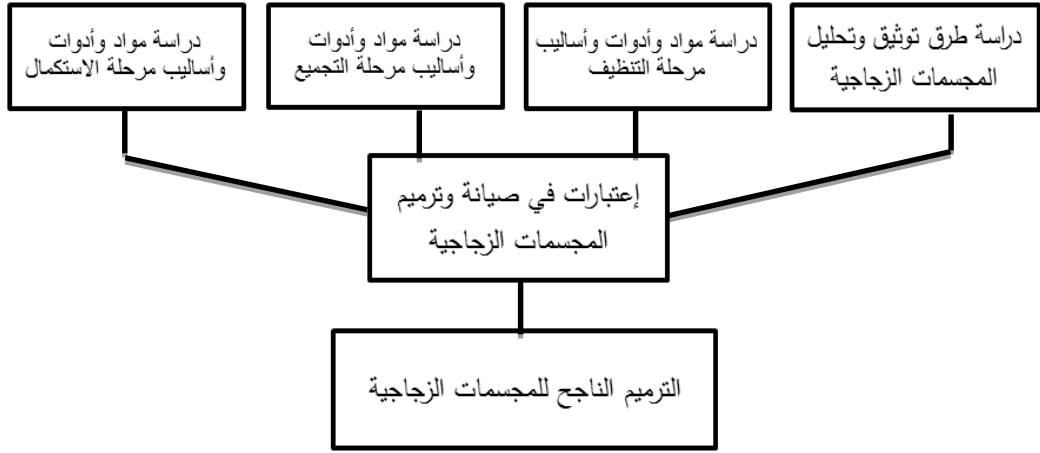 دراسة طرق توثيق وتحليل
المجسمات الزجاجية
دراسة مواد وأدوات وأساليب
مرحلة التنظيف
دراسة مواد وأدوات
وأساليب مرحلة التجميع
دراسة مواد وأدوات
وأساليب مرحلة الاستكمال
إعتبارات في صيانة وترميم
المجسمات الزجاجية
الترميم الناجح للمجسمات الزجاجية